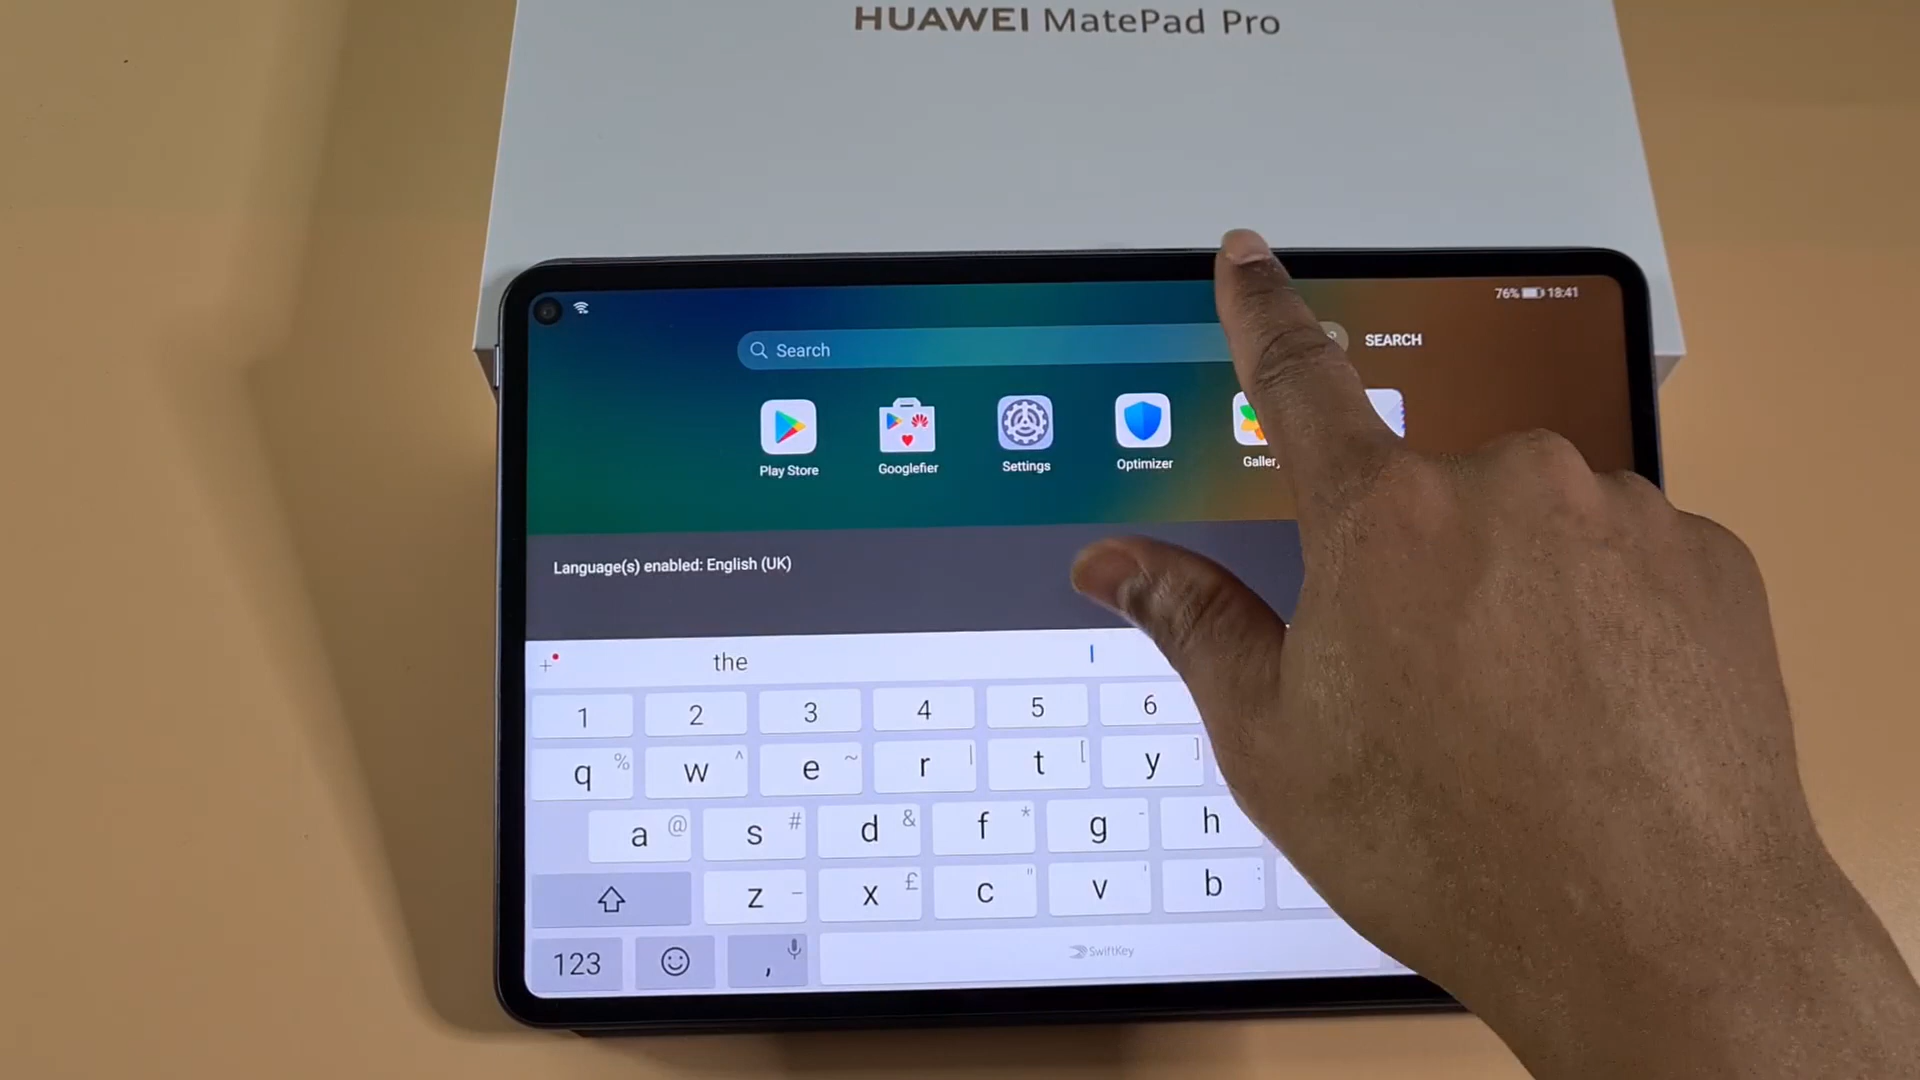 HUAWEI MatePad Pro
76% 18:41
Search
SEARCH
Play Store
Googlefier
Settings
Optimizer
Language(s) enabled: English (UK)
the
1 2 3 4 5 6
q % w ^ e ~ r | t [ y ]
a @ s # d & f * g - h
z _ x £ c " v ' b :
123 , SwiftKey